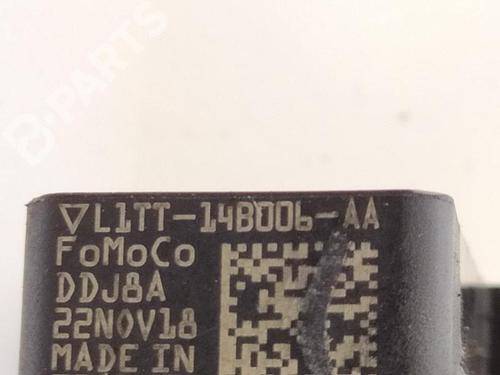 B-PARTS
▽L1TT-14B006-AA
FoMoCo
DDJ8A
22NOV18
MADE IN